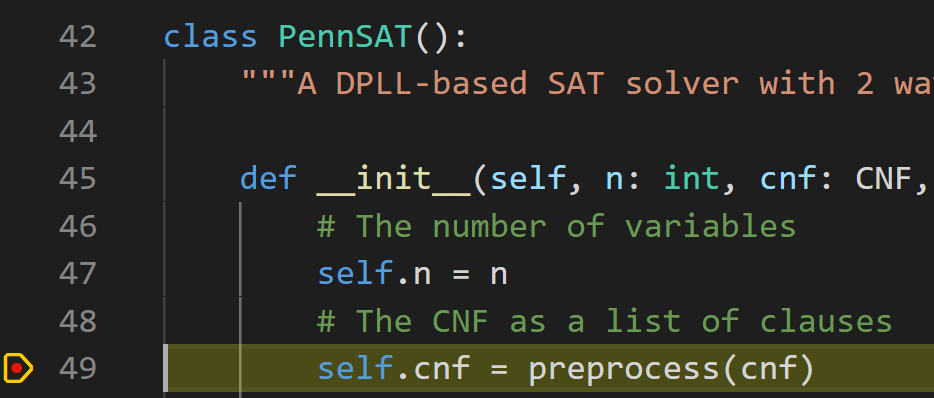 42 class PennSAT():
43 """A DPLL-based SAT solver with 2
44
45 def __init__(self, n: int, cnf: CNF,
46 # The number of variables
47 self.n = n
48 # The CNF as a list of clauses
49 self.cnf = preprocess(cnf)